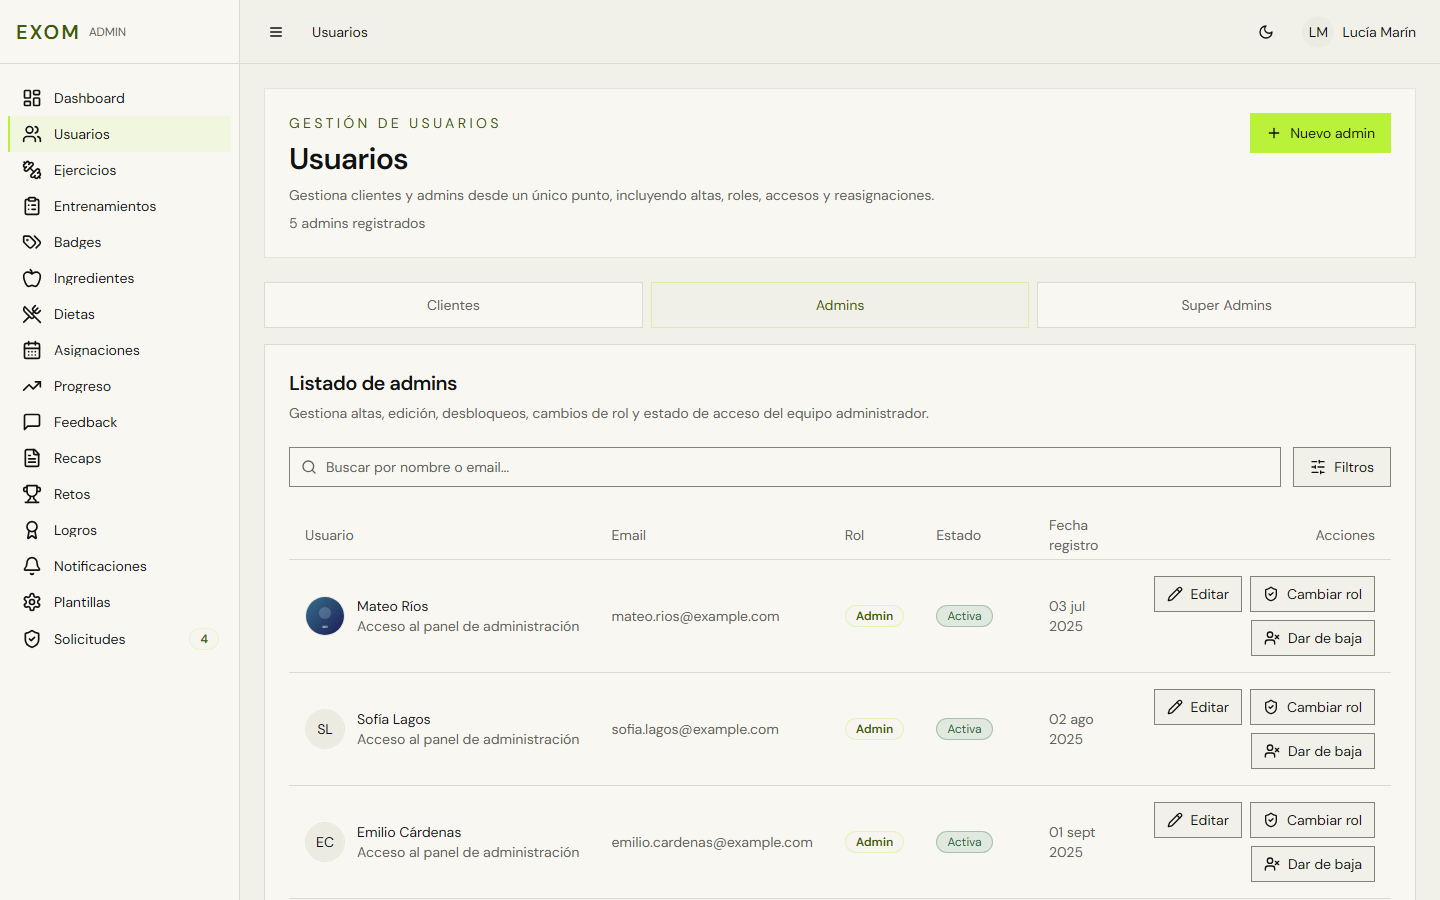 EXOM ADMIN
Usuarios
LM Lucía Marín
Dashboard
Usuarios
Ejercicios
Entrenamientos
Badges
Ingredientes
Dietas
Asignaciones
Progreso
Feedback
Recaps
Retos
Logros
Notificaciones
Plantillas
Solicitudes 4
GESTIÓN DE USUARIOS
Usuarios
Gestiona clientes y admins desde un único punto, incluyendo altas, roles, accesos y reasignaciones.
5 admins registrados
Nuevo admin
Clientes Admins Super Admins
Listado de admins
Gestiona altas, edición, desbloqueos, cambios de rol y estado de acceso del equipo administrador.
Buscar por nombre o email...
Filtros
Usuario Email Rol Estado Fecha registro Acciones
Mateo Ríos
Acceso al panel de administración
mateo.rios@example.com
Admin
Activa
03 jul
2025
Editar
Cambiar rol
Dar de baja
SL
Sofía Lagos
Acceso al panel de administración
sofia.lagos@example.com
Admin
Activa
02 ago
2025
Editar
Cambiar rol
Dar de baja
EC
Emilio Cárdenas
Acceso al panel de administración
emilio.cardenas@example.com
Admin
Activa
01 sept
2025
Editar
Cambiar rol
Dar de baja